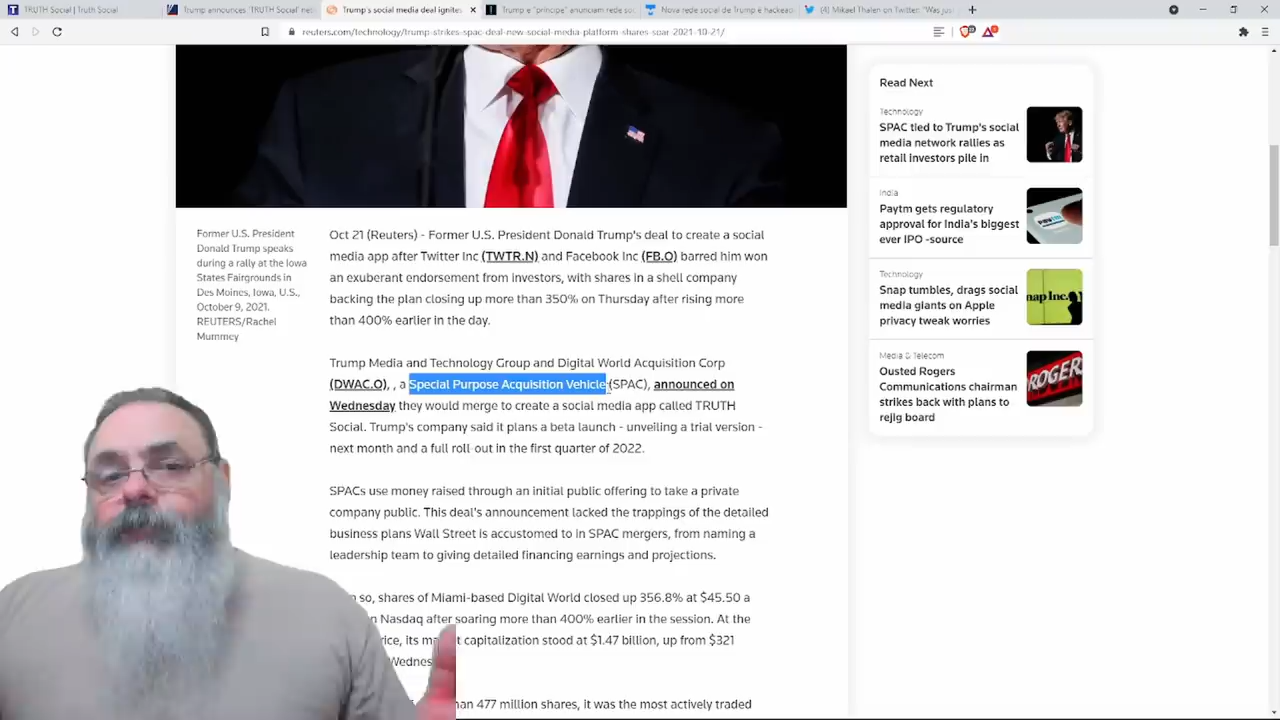 TRUTH Social | Truth Social
Trump announces 'TRUTH Social' net
Trump's social media deal ignites
Trump e "príncipe" anunciam rede so
Nova rede social de Trump é hackead
(4) Mikael Thalen on Twitter: "Was jus
reuters.com/technology/trump-strikes-spac-deal-new-social-media-platform-shares-soar-2021-10-21/
Former U.S. President
Donald Trump speaks
during a rally at the Iowa
States Fairgrounds in
Des Moines, Iowa, U.S.,
October 9, 2021.
REUTERS/Rachel
Mummey
Oct 21 (Reuters) - Former U.S. President Donald Trump's deal to create a social
media app after Twitter Inc (TWTR.N) and Facebook Inc (FB.O) barred him won
an exuberant endorsement from investors, with shares in a shell company
backing the plan closing up more than 350% on Thursday after rising more
than 400% earlier in the day.
Trump Media and Technology Group and Digital World Acquisition Corp
(DWAC.O), , a Special Purpose Acquisition Vehicle (SPAC), announced on
Wednesday they would merge to create a social media app called TRUTH
Social. Trump's company said it plans a beta launch - unveiling a trial version -
next month and a full roll-out in the first quarter of 2022.
SPACs use money raised through an initial public offering to take a private
company public. This deal's announcement lacked the trappings of the detailed
business plans Wall Street is accustomed to in SPAC mergers, from naming a
leadership team to giving detailed financing earnings and projections.
so, shares of Miami-based Digital World closed up 356.8% at $45.50 a
Nasdaq after soaring more than 400% earlier in the session. At the
its capitalization stood at $1.47 billion, up from $321
477 million shares, it was the most actively traded
Read Next
Technology
SPAC tied to Trump's social
media network rallies as
retail investors pile in
India
Paytm gets regulatory
approval for India's biggest
ever IPO -source
Technology
Snap tumbles, drags social
media giants on Apple
privacy tweak worries
nap Inc.
Media & Telecom
Ousted Rogers
Communications chairman
strikes back with plans to
rejig board
ROGER